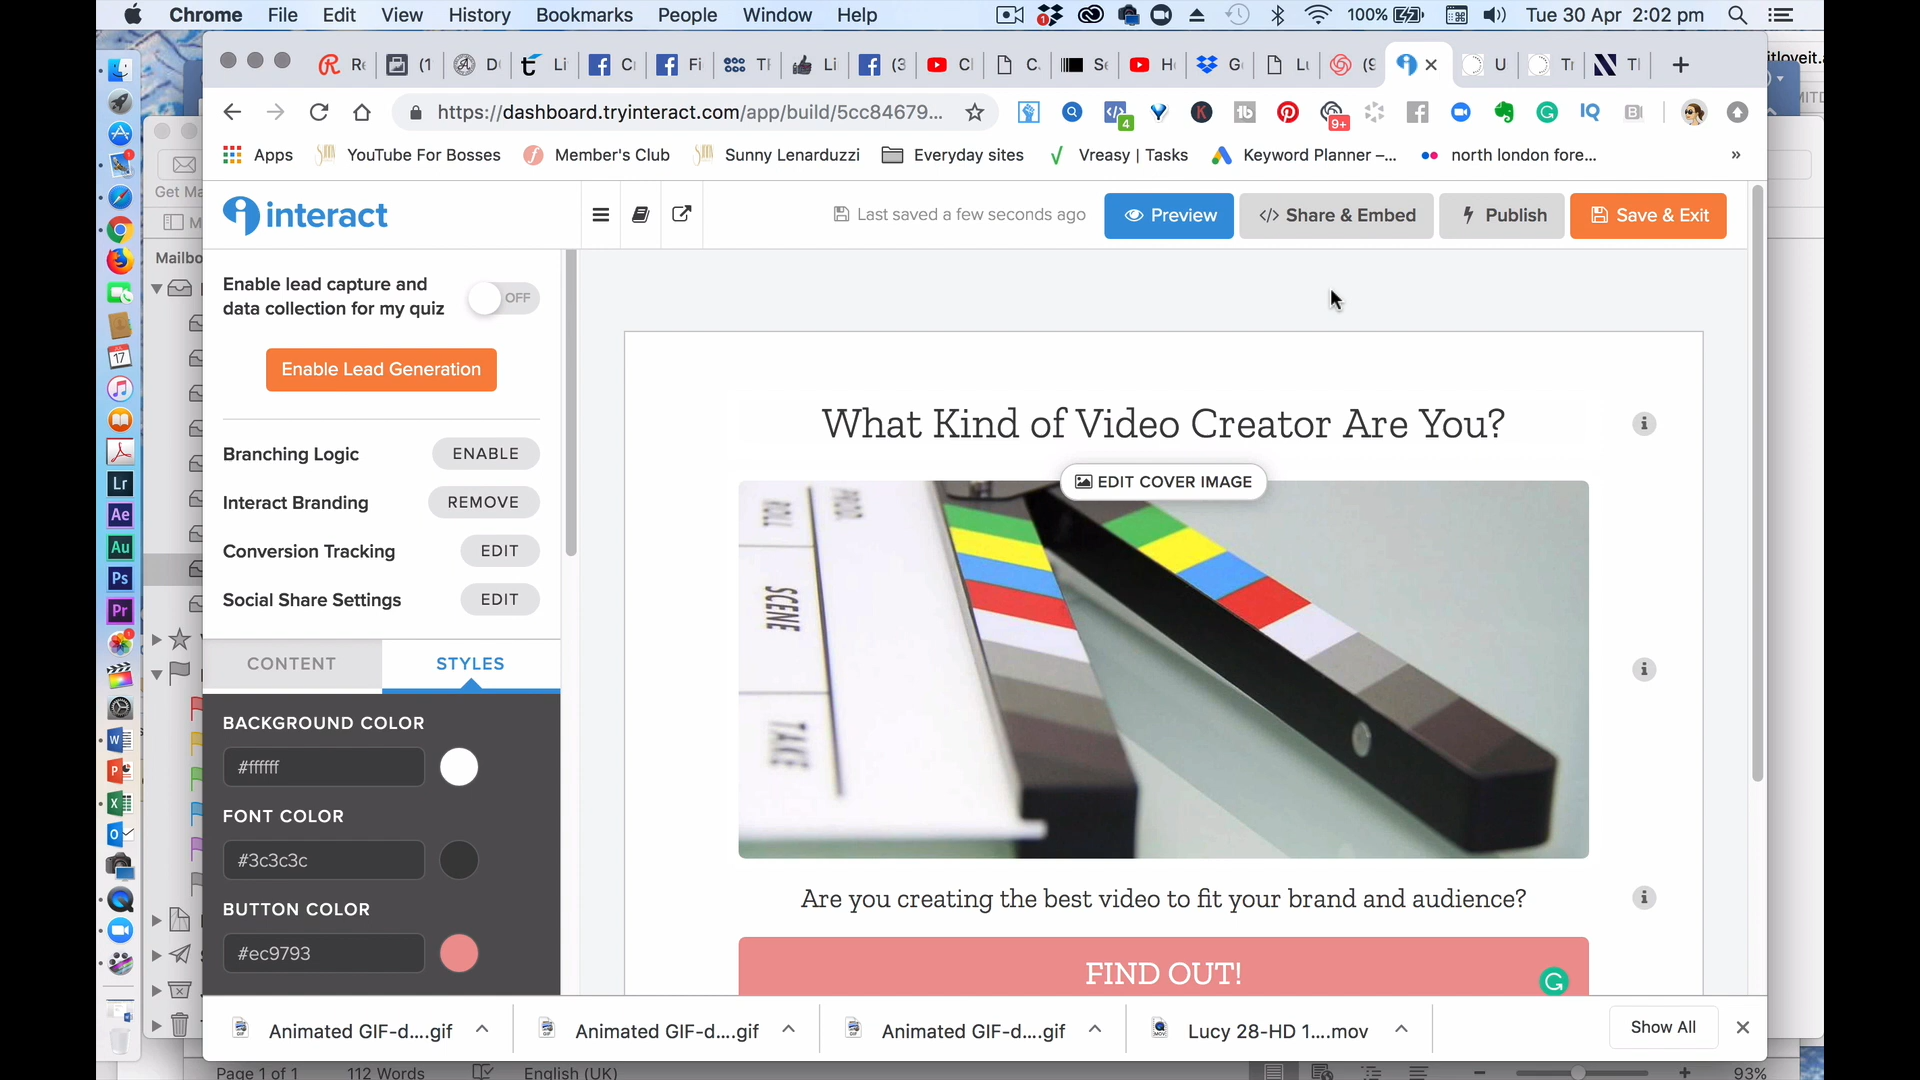 Chrome File Edit View History Bookmarks People Window Help 100% Tue 30 Apr 2:02 pm
https://dashboard.tryinteract.com/app/build/5cc84679...
Apps YouTube For Bosses Member's Club Sunny Lenarduzzi Everyday sites Vreasy | Tasks Keyword Planner –... north london fore... »
interact
Last saved a few seconds ago
Preview
</> Share & Embed
Publish
Save & Exit
Enable lead capture and
data collection for my quiz
OFF
Enable Lead Generation
Branching Logic ENABLE
Interact Branding REMOVE
Conversion Tracking EDIT
Social Share Settings EDIT
CONTENT STYLES
BACKGROUND COLOR
#ffffff
FONT COLOR
#3c3c3c
BUTTON COLOR
#ec9793
What Kind of Video Creator Are You?
EDIT COVER IMAGE
ROLL
PROD.
SCENE
TAKE
Are you creating the best video to fit your brand and audience?
FIND OUT!
Animated GIF-d....gif
Animated GIF-d....gif
Animated GIF-d....gif
Lucy 28-HD 1....mov
Show All
Page 1 of 1 112 Words English (UK) 93%